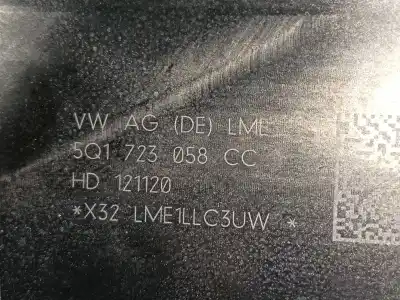 VW AG (DE) LME
5Q1 723 058 CC
HD 121120
*X32 LME1LLC3UW *